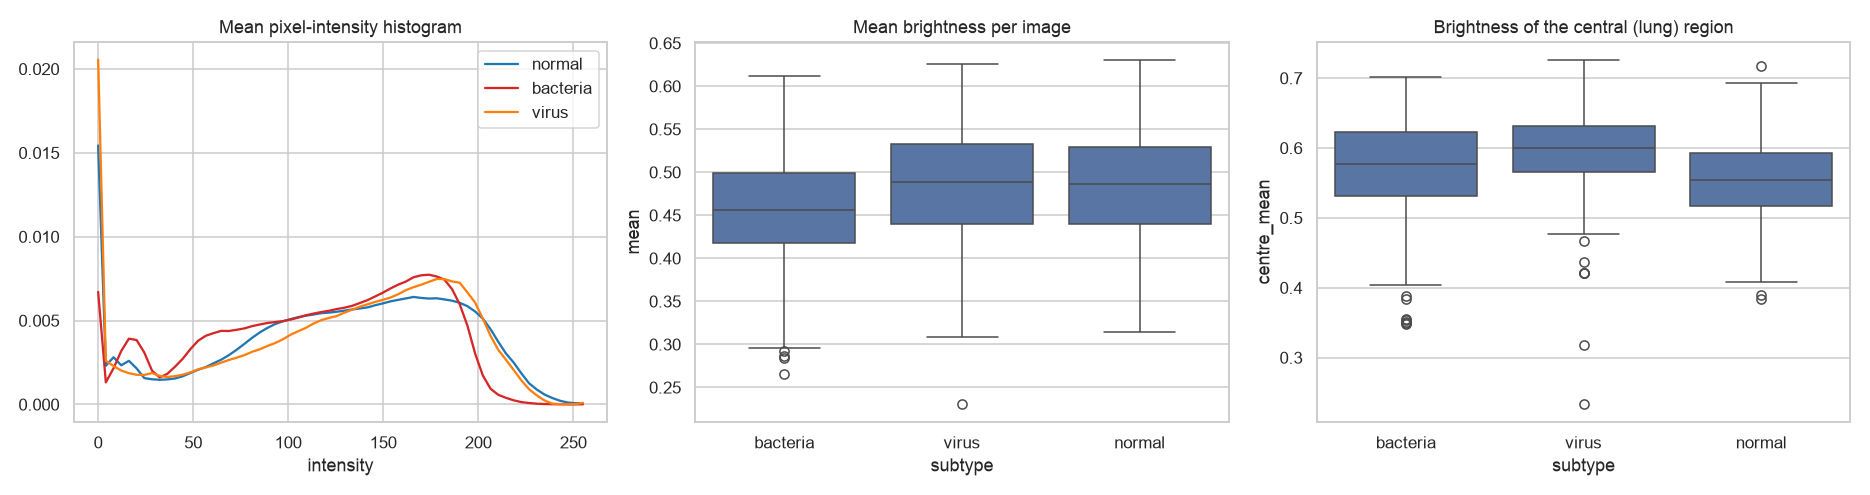 Mean pixel-intensity histogram
normal
bacteria
virus
0.020
0.015
0.010
0.005
0.000
0 50 100 150 200 250
intensity
Mean brightness per image
mean
0.65
0.60
0.55
0.50
0.45
0.40
0.35
0.30
0.25
bacteria virus normal
subtype
Brightness of the central (lung) region
centre_mean
0.7
0.6
0.5
0.4
0.3
bacteria virus normal
subtype